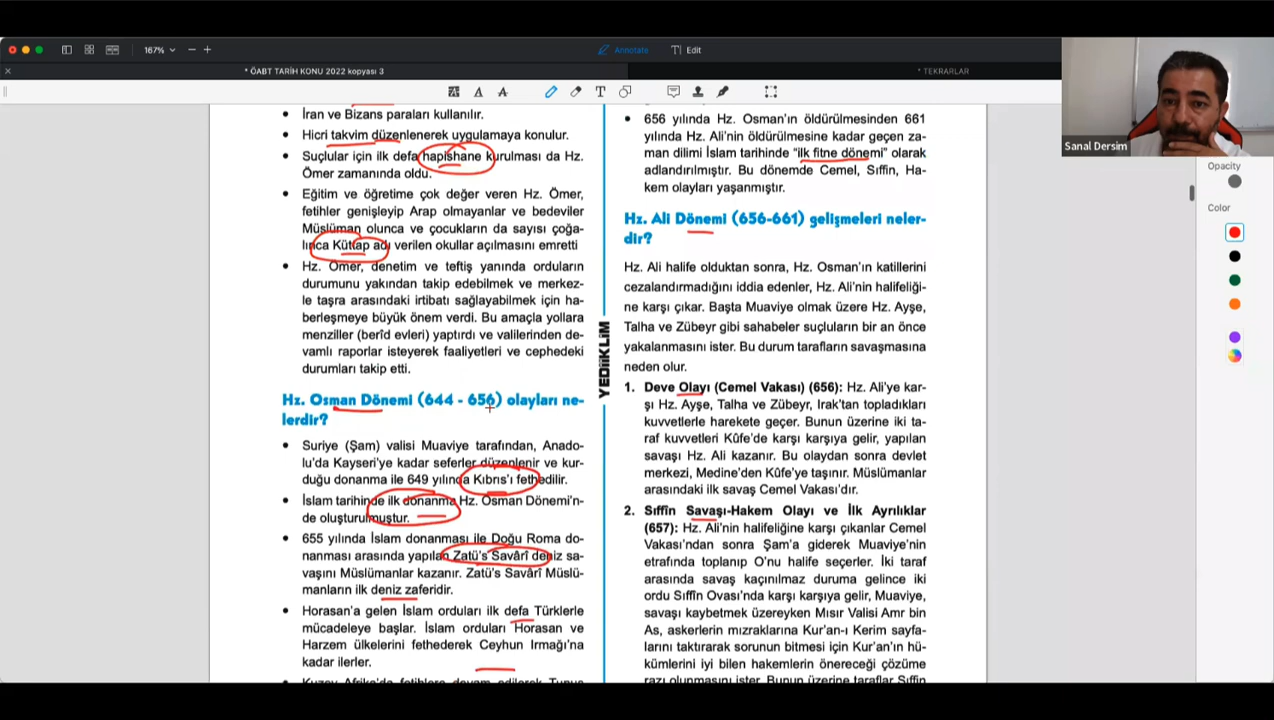 167%
Annotate
Edit
* ÖABT TARİH KONU 2022 kopyası 3
* TEKRARLAR
Sanal Dersim
Opacity
Color
İran ve Bizans paraları kullanılır.
• Hicri takvim düzenlenerek uygulamaya konulur.
• Suçlular için ilk defa hapishane kurulması da Hz.
Ömer zamanında oldu.
• Eğitim ve öğretime çok değer veren Hz. Ömer,
fetihler genişleyip Arap olmayanlar ve bedeviler
Müslüman olunca ve çocukların da sayısı çoğa-
lınca Küttap adı verilen okullar açılmasını emretti
• Hz. Ömer, denetim ve teftiş yanında orduların
durumunu yakından takip edebilmek ve merkez-
le taşra arasındaki irtibatı sağlayabilmek için ha-
berleşmeye büyük önem verdi. Bu amaçla yollara
menziller (berîd evleri) yaptırdı ve valilerinden de-
vamlı raporlar isteyerek faaliyetleri ve cephedeki
durumları takip etti.
Hz. Osman Dönemi (644 - 656) olayları ne-
lerdir?
• Suriye (Şam) valisi Muaviye tarafından, Anado-
lu'da Kayseri'ye kadar seferler düzenlenir ve kur-
duğu donanma ile 649 yılında Kıbrıs'ı fethedilir.
• İslam tarihinde ilk donanma Hz. Osman Dönemi'n-
de oluşturulmuştur.
• 655 yılında İslam donanması ile Doğu Roma do-
nanması arasında yapılan Zatü's Savârî deniz sa-
vaşını Müslümanlar kazanır. Zatü's Savârî Müslü-
manların ilk deniz zaferidir.
• Horasan'a gelen İslam orduları ilk defa Türklerle
mücadeleye başlar. İslam orduları Horasan ve
Harzem ülkelerini fethederek Ceyhun Irmağı'na
kadar ilerler.
YEDİİKLİM
• 656 yılında Hz. Osman'ın öldürülmesinden 661
yılında Hz. Ali'nin öldürülmesine kadar geçen za-
man dilimi İslam tarihinde "ilk fitne dönemi" olarak
adlandırılmıştır. Bu dönemde Cemel, Sıffin, Ha-
kem olayları yaşanmıştır.
Hz. Ali Dönemi (656-661) gelişmeleri neler-
dir?
Hz. Ali halife olduktan sonra, Hz. Osman'ın katillerini
cezalandırmadığını iddia edenler, Hz. Ali'nin halifeliği-
ne karşı çıkar. Başta Muaviye olmak üzere Hz. Ayşe,
Talha ve Zübeyr gibi sahabeler suçluların bir an önce
yakalanmasını ister. Bu durum tarafların savaşmasına
neden olur.
1. Deve Olayı (Cemel Vakası) (656): Hz. Ali'ye kar-
şı Hz. Ayşe, Talha ve Zübeyr, Irak'tan topladıkları
kuvvetlerle harekete geçer. Bunun üzerine iki ta-
raf kuvvetleri Kûfe'de karşı karşıya gelir, yapılan
savaşı Hz. Ali kazanır. Bu olaydan sonra devlet
merkezi, Medine'den Kûfe'ye taşınır. Müslümanlar
arasındaki ilk savaş Cemel Vakası'dır.
2. Sıffîn Savaşı-Hakem Olayı ve İlk Ayrılıklar
(657): Hz. Ali'nin halifeliğine karşı çıkanlar Cemel
Vakası'ndan sonra Şam'a giderek Muaviye'nin
etrafında toplanıp O'nu halife seçerler. İki taraf
arasında savaş kaçınılmaz duruma gelince iki
ordu Sıffîn Ovası'nda karşı karşıya gelir, Muaviye,
savaşı kaybetmek üzereyken Mısır Valisi Amr bin
As, askerlerin mızraklarına Kur'an-ı Kerim sayfa-
larını taktırarak sorunun bitmesi için Kur'an'ın hü-
kümlerini iyi bilen hakemlerin önereceği çözüme
razı olunmasını ister. Bunun üzerine taraflar Sıffîn